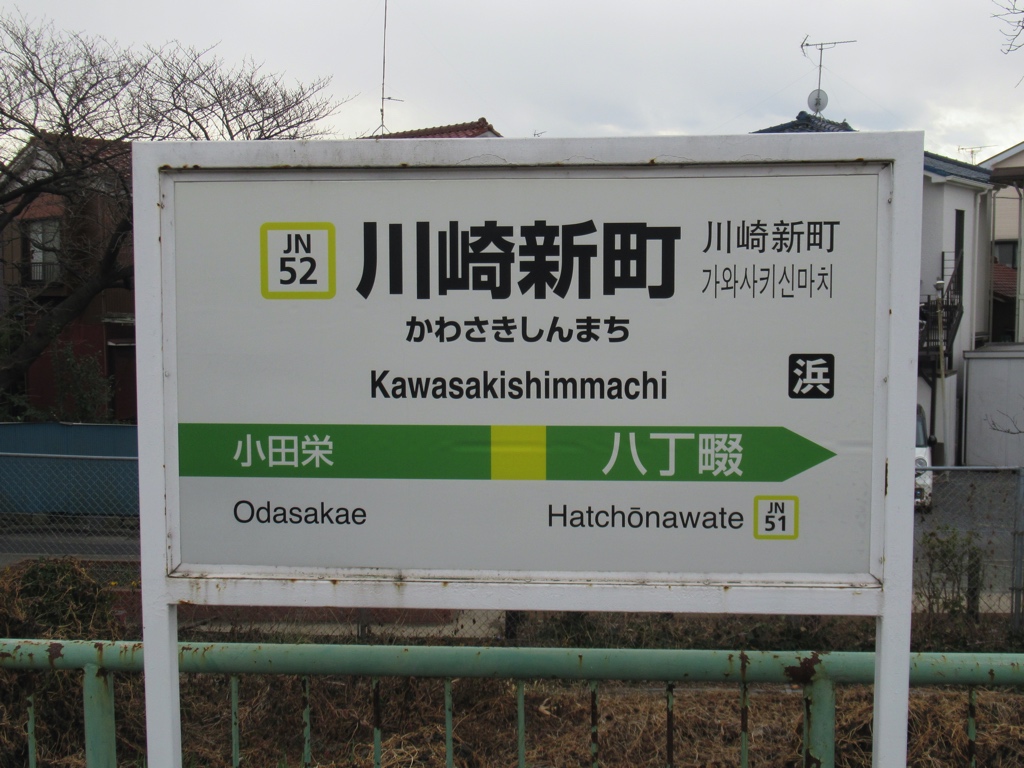 JN
52
川崎新町
川崎新町
가와사키신마치
かわさきしんまち
Kawasakishimmachi
浜
小田栄
八丁畷
Odasakae
Hatchōnawate
JN
51